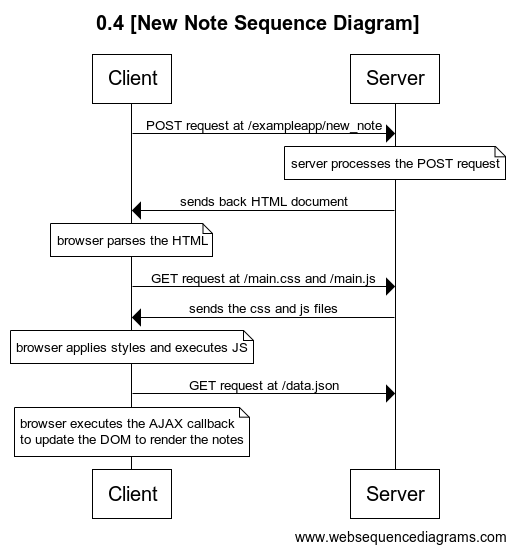 0.4 [New Note Sequence Diagram]
Client
Server
POST request at /exampleapp/new_note
server processes the POST request
sends back HTML document
browser parses the HTML
GET request at /main.css and /main.js
sends the css and js files
browser applies styles and executes JS
GET request at /data.json
browser executes the AJAX callback
to update the DOM to render the notes
Client
Server
www.websequencediagrams.com